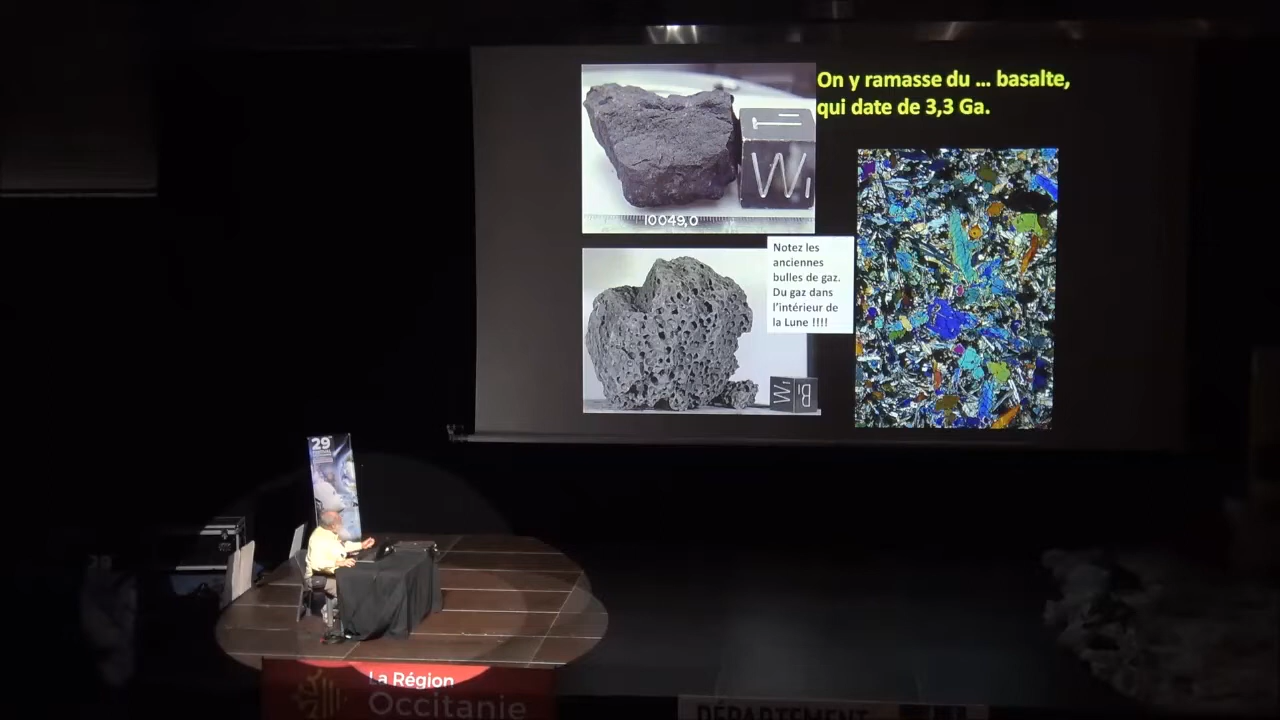 On y ramasse du ... basalte,
qui date de 3,3 Ga.
W
10049,0
Notez les
anciennes
bulles de gaz.
Du gaz dans
l'intérieur de
la Lune !!!!
W
B
29
La Région
Occitanie
DÉPARTEMENT